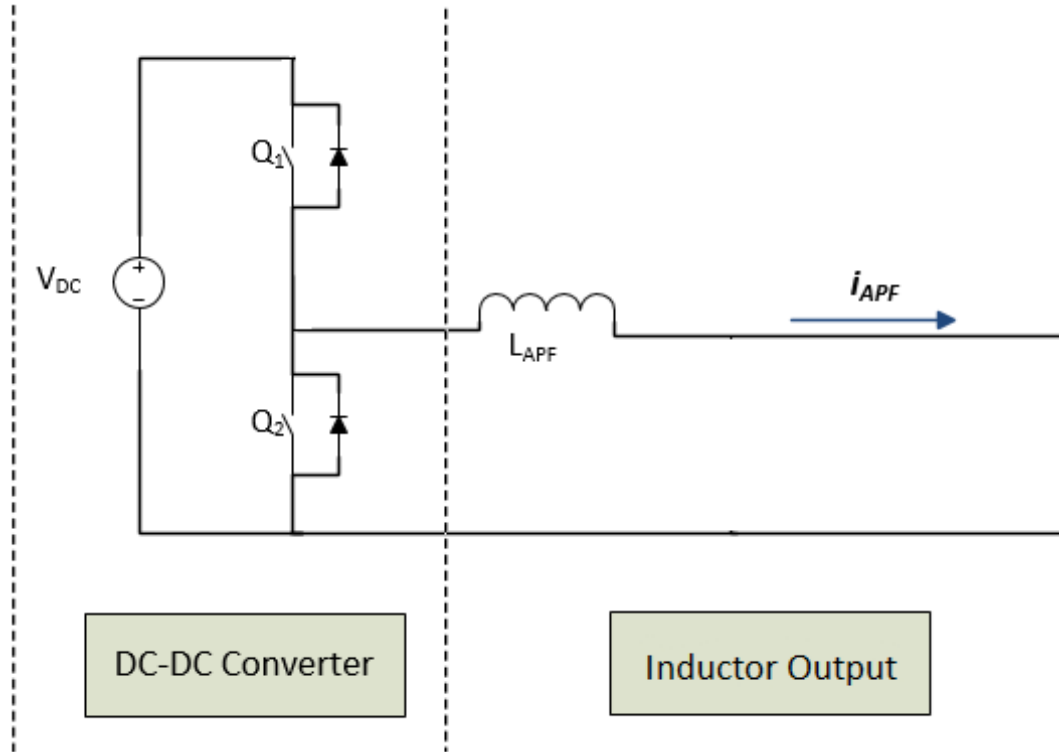 Q1
VDC
+
−
iAPF
LAPF
Q2
DC-DC Converter
Inductor Output